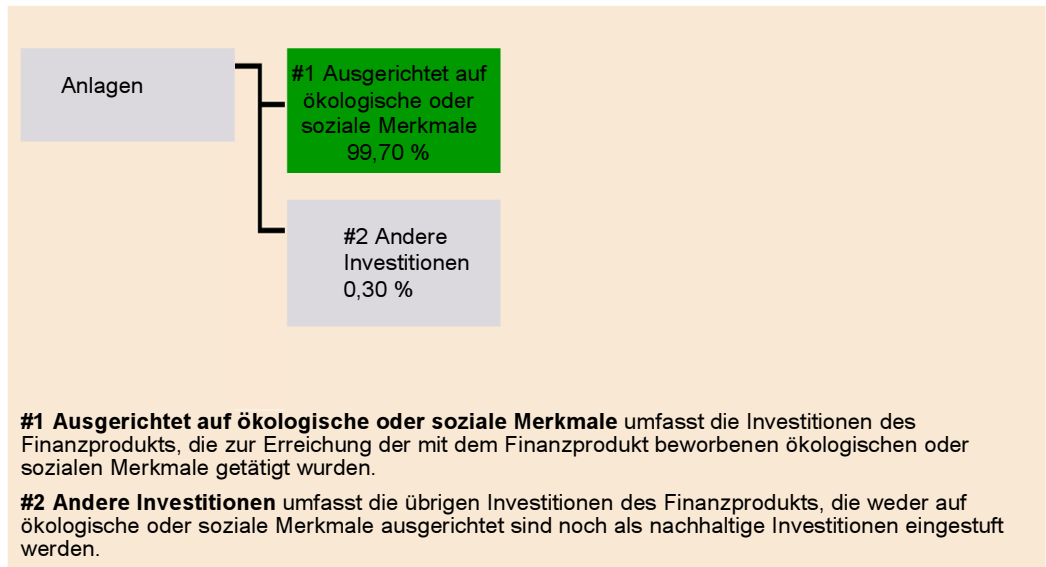 Anlagen
#1 Ausgerichtet auf
ökologische oder
soziale Merkmale
99,70 %
#2 Andere
Investitionen
0,30 %
#1 Ausgerichtet auf ökologische oder soziale Merkmale umfasst die Investitionen des
Finanzprodukts, die zur Erreichung der mit dem Finanzprodukt beworbenen ökologischen oder
sozialen Merkmale getätigt wurden.
#2 Andere Investitionen umfasst die übrigen Investitionen des Finanzprodukts, die weder auf
ökologische oder soziale Merkmale ausgerichtet sind noch als nachhaltige Investitionen eingestuft
werden.